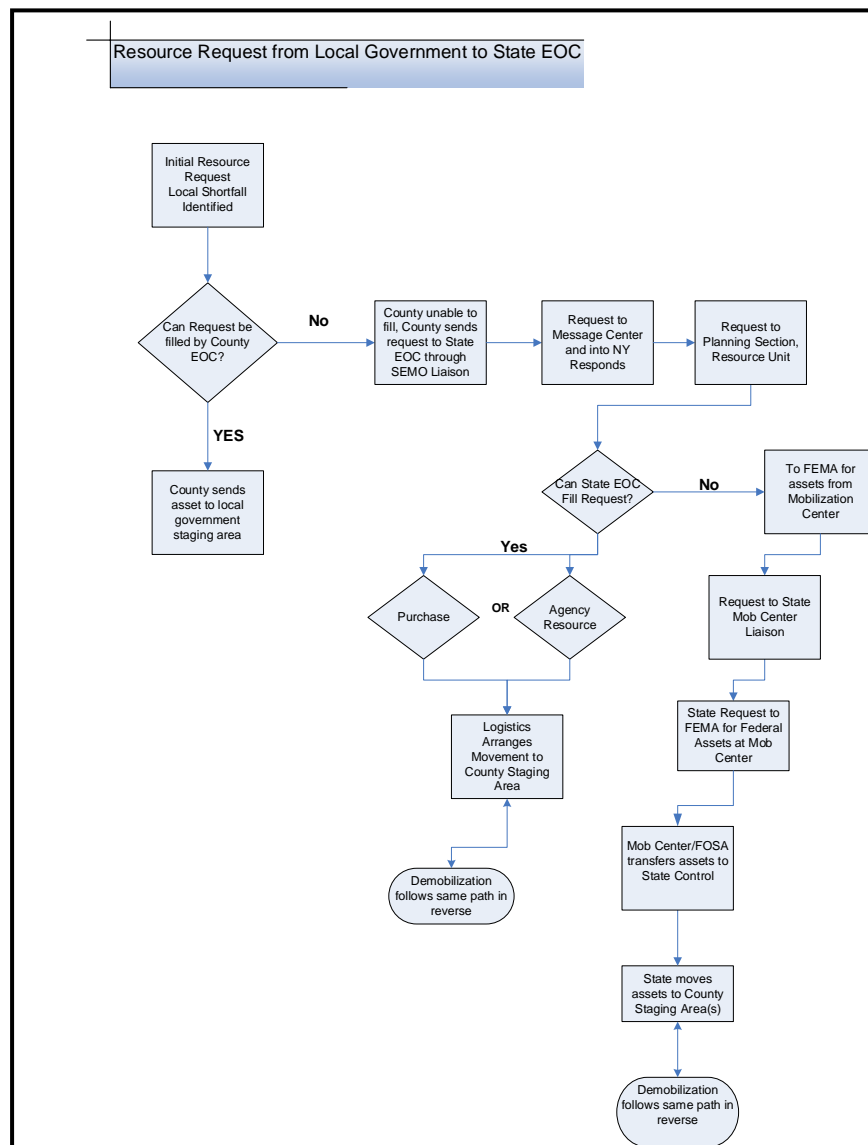 Resource Request from Local Government to State EOC
Initial Resource
Request
Local Shortfall
Identified
Can Request be
filled by County
EOC?
No
County unable to
fill, County sends
request to State
EOC through
SEMO Liaison
Request to
Message Center
and into NY
Responds
Request to
Planning Section,
Resource Unit
YES
County sends
asset to local
government
staging area
Can State EOC
Fill Request?
No
To FEMA for
assets from
Mobilization
Center
Yes
Purchase
OR
Agency
Resource
Request to State
Mob Center
Liaison
Logistics
Arranges
Movement to
County Staging
Area
State Request to
FEMA for Federal
Assets at Mob
Center
Demobilization
follows same path in
reverse
Mob Center/FOSA
transfers assets to
State Control
State moves
assets to County
Staging Area(s)
Demobilization
follows same path in
reverse